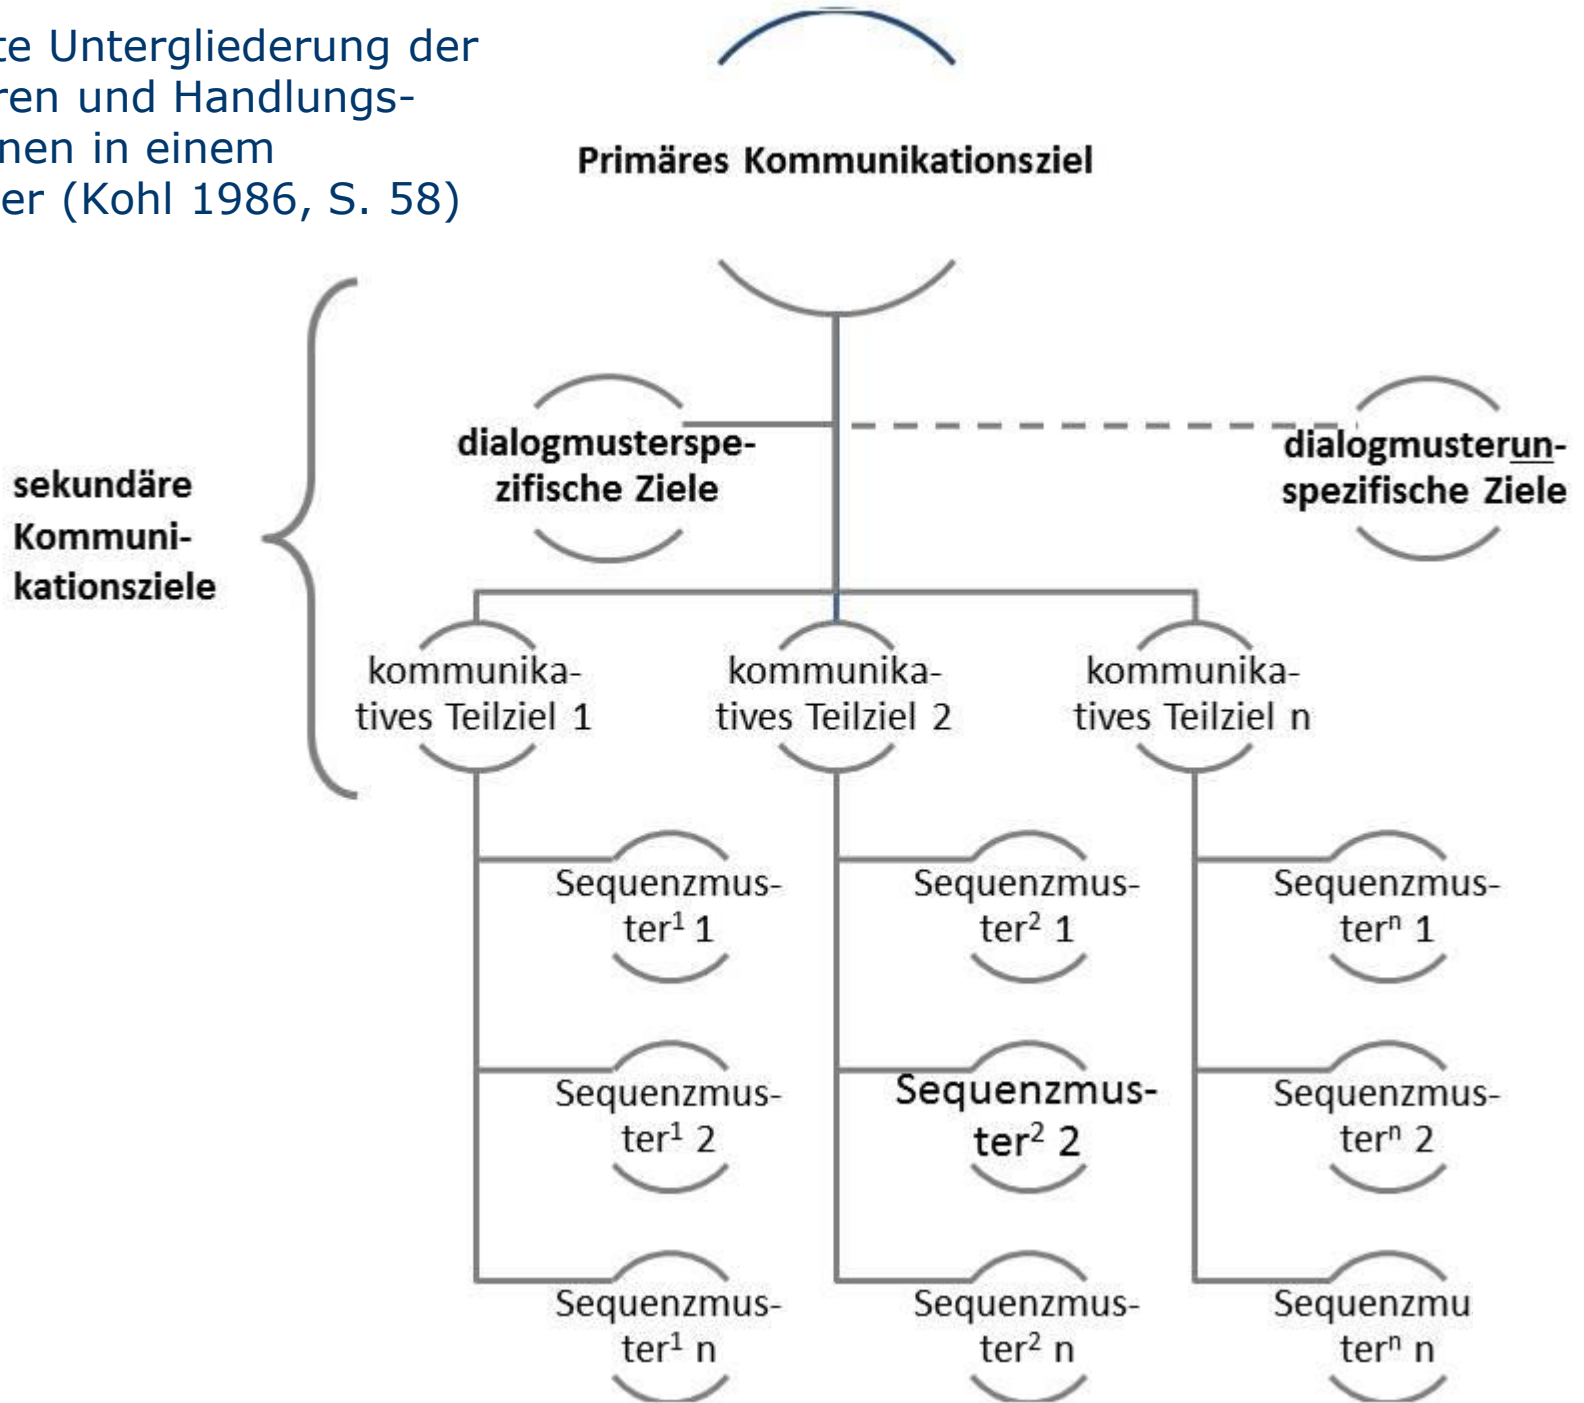 te Untergliederung der
ren und Handlungs-
nen in einem
er (Kohl 1986, S. 58)
Primäres Kommunikationsziel
dialogmusterspe-
zifische Ziele
dialogmusterun-
spezifische Ziele
sekundäre
Kommuni-
kationsziele
kommunika-
tives Teilziel 1
kommunika-
tives Teilziel 2
kommunika-
tives Teilziel n
Sequenzmus-
ter¹ 1
Sequenzmus-
ter² 1
Sequenzmus-
terⁿ 1
Sequenzmus-
ter¹ 2
Sequenzmus-
ter² 2
Sequenzmus-
terⁿ 2
Sequenzmus-
ter¹ n
Sequenzmus-
ter² n
Sequenzmu
terⁿ n